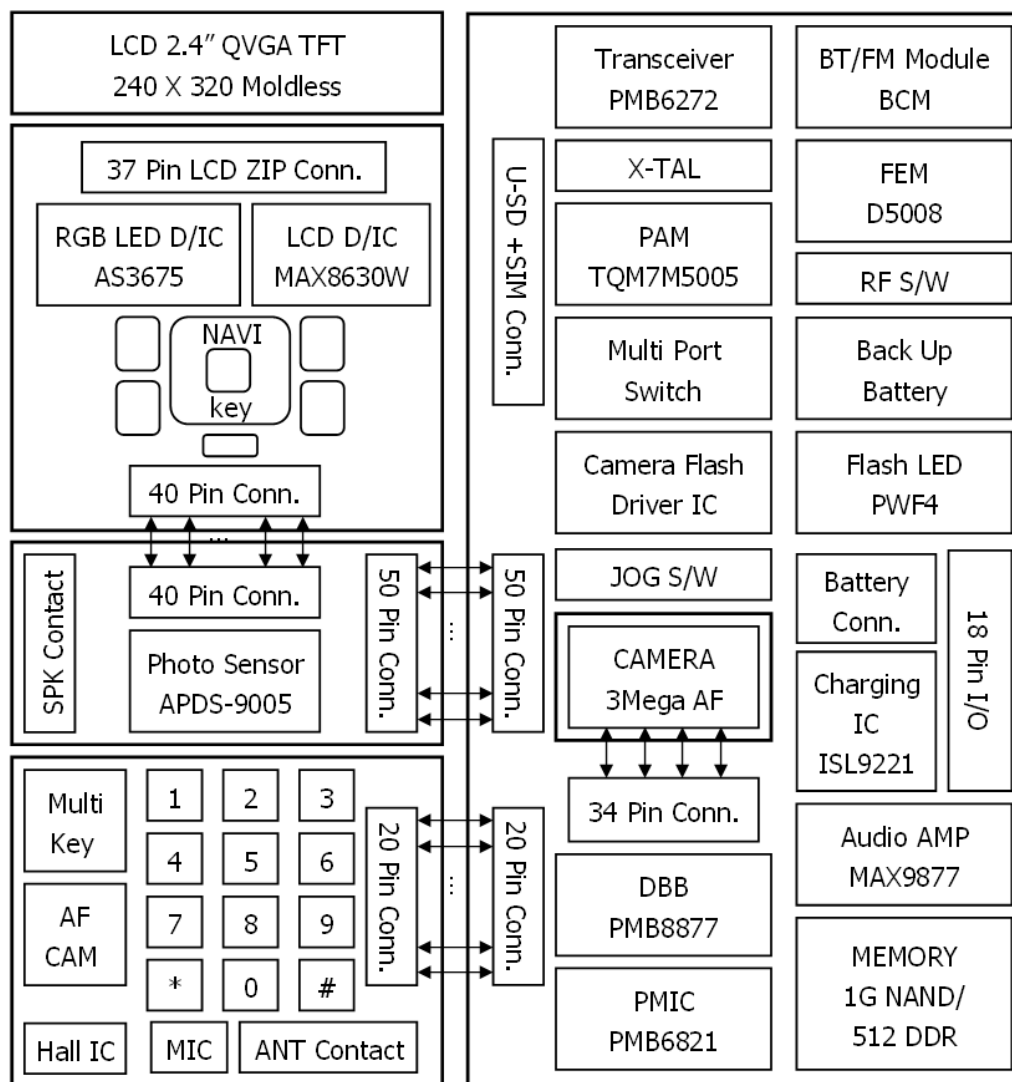 LCD 2.4” QVGA TFT
240 X 320 Moldless
37 Pin LCD ZIP Conn.
RGB LED D/IC
AS3675
LCD D/IC
MAX8630W
NAVI
key
40 Pin Conn.
...
SPK Contact
40 Pin Conn.
Photo Sensor
APDS-9005
50 Pin Conn.
...
50 Pin Conn.
Multi
Key
AF
CAM
1
2
3
4
5
6
7
8
9
*
0
#
20 Pin Conn.
...
20 Pin Conn.
Hall IC
MIC
ANT Contact
U-SD +SIM Conn.
Transceiver
PMB6272
X-TAL
PAM
TQM7M5005
Multi Port
Switch
Camera Flash
Driver IC
JOG S/W
CAMERA
3Mega AF
34 Pin Conn.
DBB
PMB8877
PMIC
PMB6821
BT/FM Module
BCM
FEM
D5008
RF S/W
Back Up
Battery
Flash LED
PWF4
Battery
Conn.
Charging
IC
ISL9221
18 Pin I/O
Audio AMP
MAX9877
MEMORY
1G NAND/
512 DDR